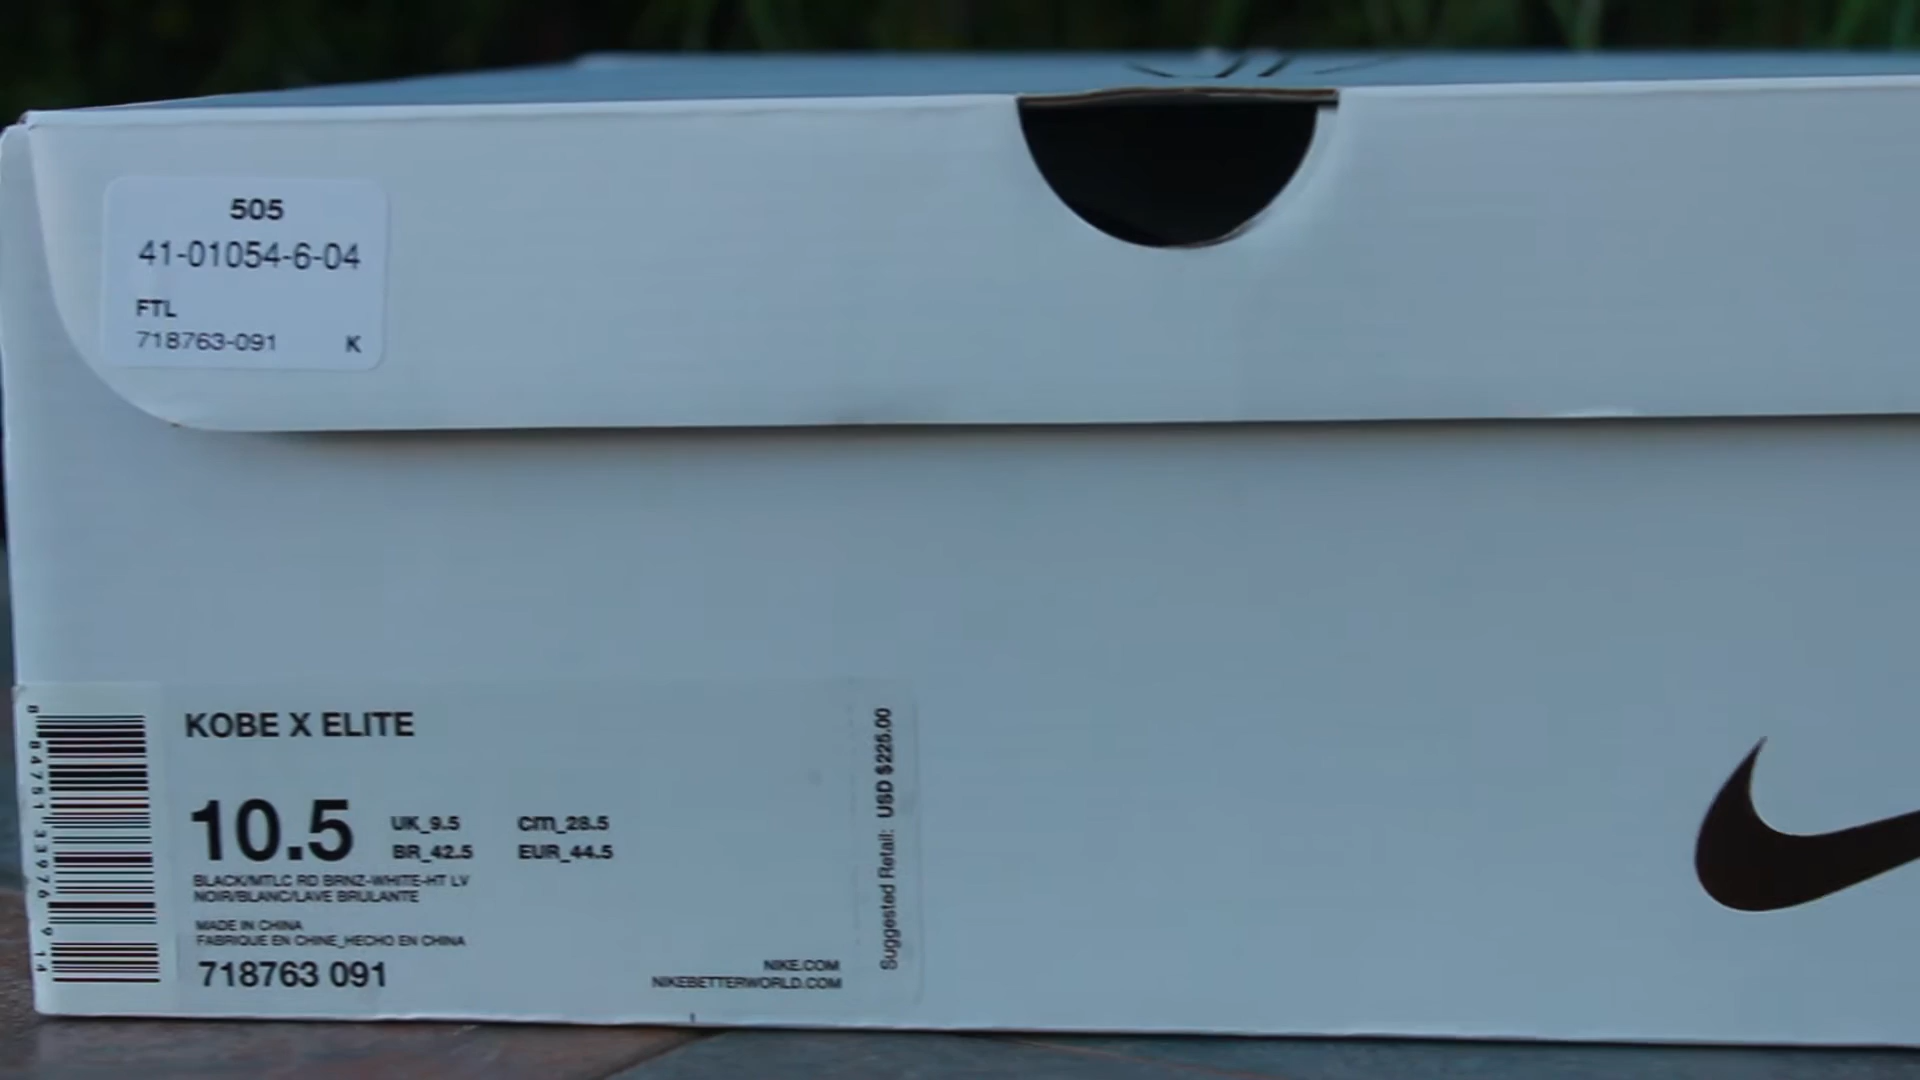 505
41-01054-6-04
FTL
718763-091 K
KOBE X ELITE
10.5
UK_9.5 cm_28.5
BR_42.5 EUR_44.5
BLACK/MTLC RD BRNZ-WHITE-HT LV
NOIR/BLANC/LAVE BRULANTE
MADE IN CHINA
FABRIQUE EN CHINE_HECHO EN CHINA
718763 091
NIKE.COM
NIKEBETTERWORLD.COM
Suggested Retail: USD $225.00